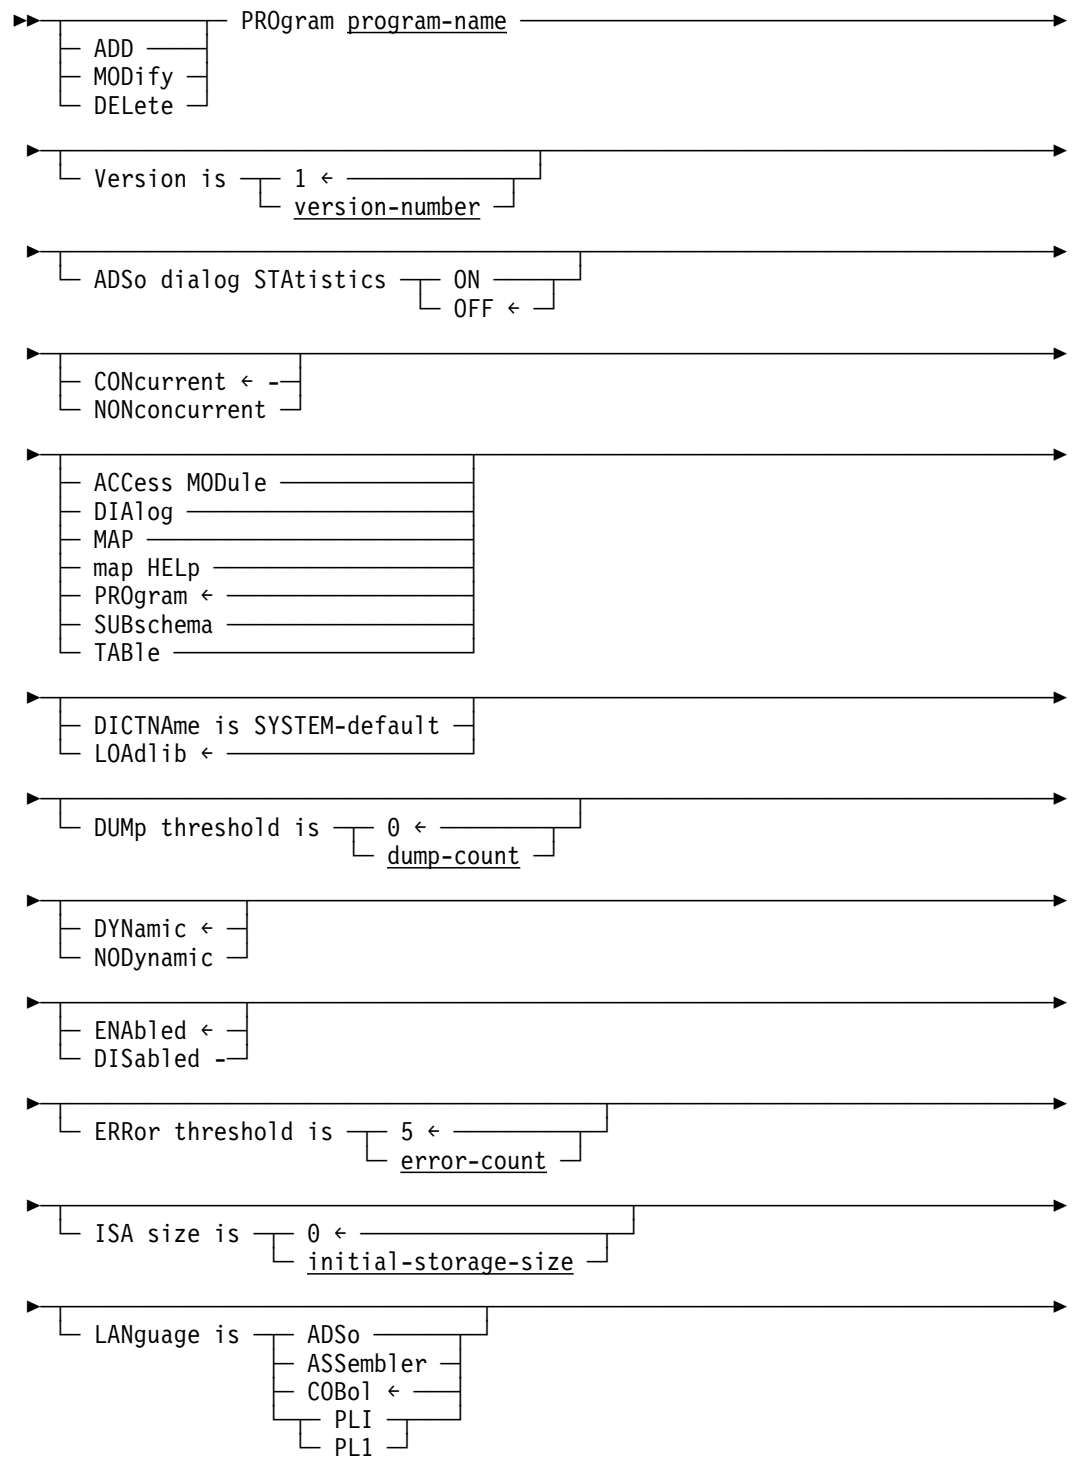 PROgram program-name
ADD
MODify
DELete
Version is 1 ←
version-number
ADSo dialog STAtistics ON
OFF ←
CONcurrent ← -
NONconcurrent
ACCess MODule
DIAlog
MAP
map HELp
PROgram ←
SUBschema
TABle
DICTNAme is SYSTEM-default
LOAdlib ←
DUMp threshold is 0 ←
dump-count
DYNamic ←
NODynamic
ENAbled ←
DISabled -
ERRor threshold is 5 ←
error-count
ISA size is 0 ←
initial-storage-size
LANguage is ADSo
ASSembler
COBol ←
PLI
PL1